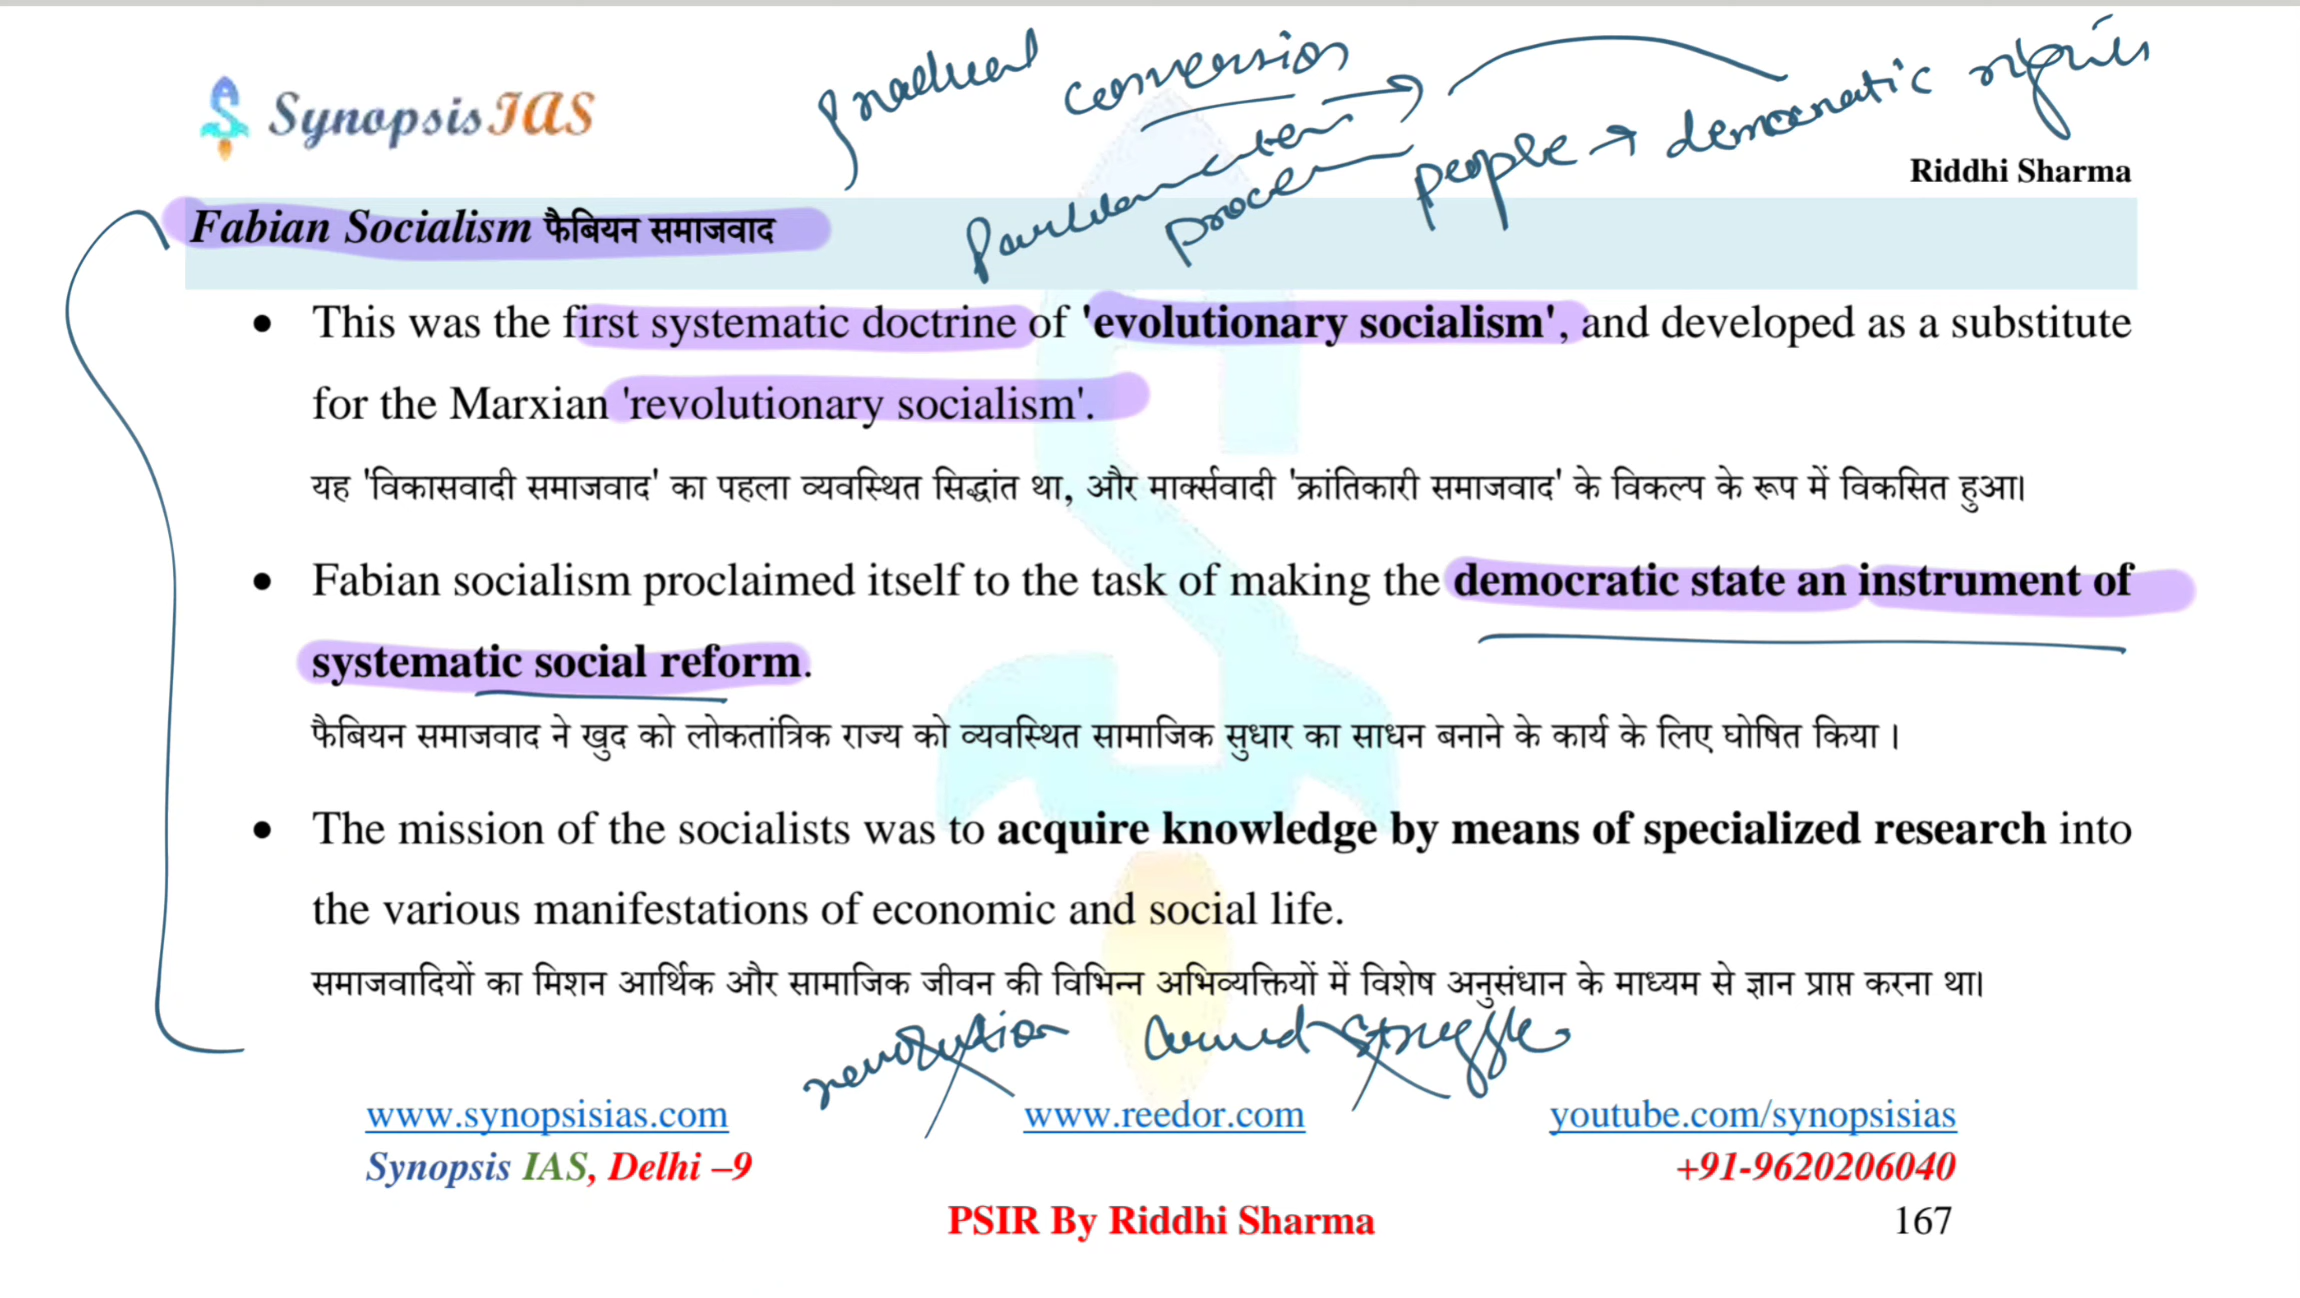 gradual conversion
Parliamentary process → people → democratic rights
SynopsisIAS
Riddhi Sharma
Fabian Socialism फैबियन समाजवाद
• This was the first systematic doctrine of 'evolutionary socialism', and developed as a substitute
for the Marxian 'revolutionary socialism'.
यह 'विकासवादी समाजवाद' का पहला व्यवस्थित सिद्धांत था, और मार्क्सवादी 'क्रांतिकारी समाजवाद' के विकल्प के रूप में विकसित हुआ।
• Fabian socialism proclaimed itself to the task of making the democratic state an instrument of
systematic social reform.
फैबियन समाजवाद ने खुद को लोकतांत्रिक राज्य को व्यवस्थित सामाजिक सुधार का साधन बनाने के कार्य के लिए घोषित किया ।
• The mission of the socialists was to acquire knowledge by means of specialized research into
the various manifestations of economic and social life.
समाजवादियों का मिशन आर्थिक और सामाजिक जीवन की विभिन्न अभिव्यक्तियों में विशेष अनुसंधान के माध्यम से ज्ञान प्राप्त करना था।
revolution armed struggle
www.synopsisias.com www.reedor.com youtube.com/synopsisias
Synopsis IAS, Delhi –9 +91-9620206040
PSIR By Riddhi Sharma 167